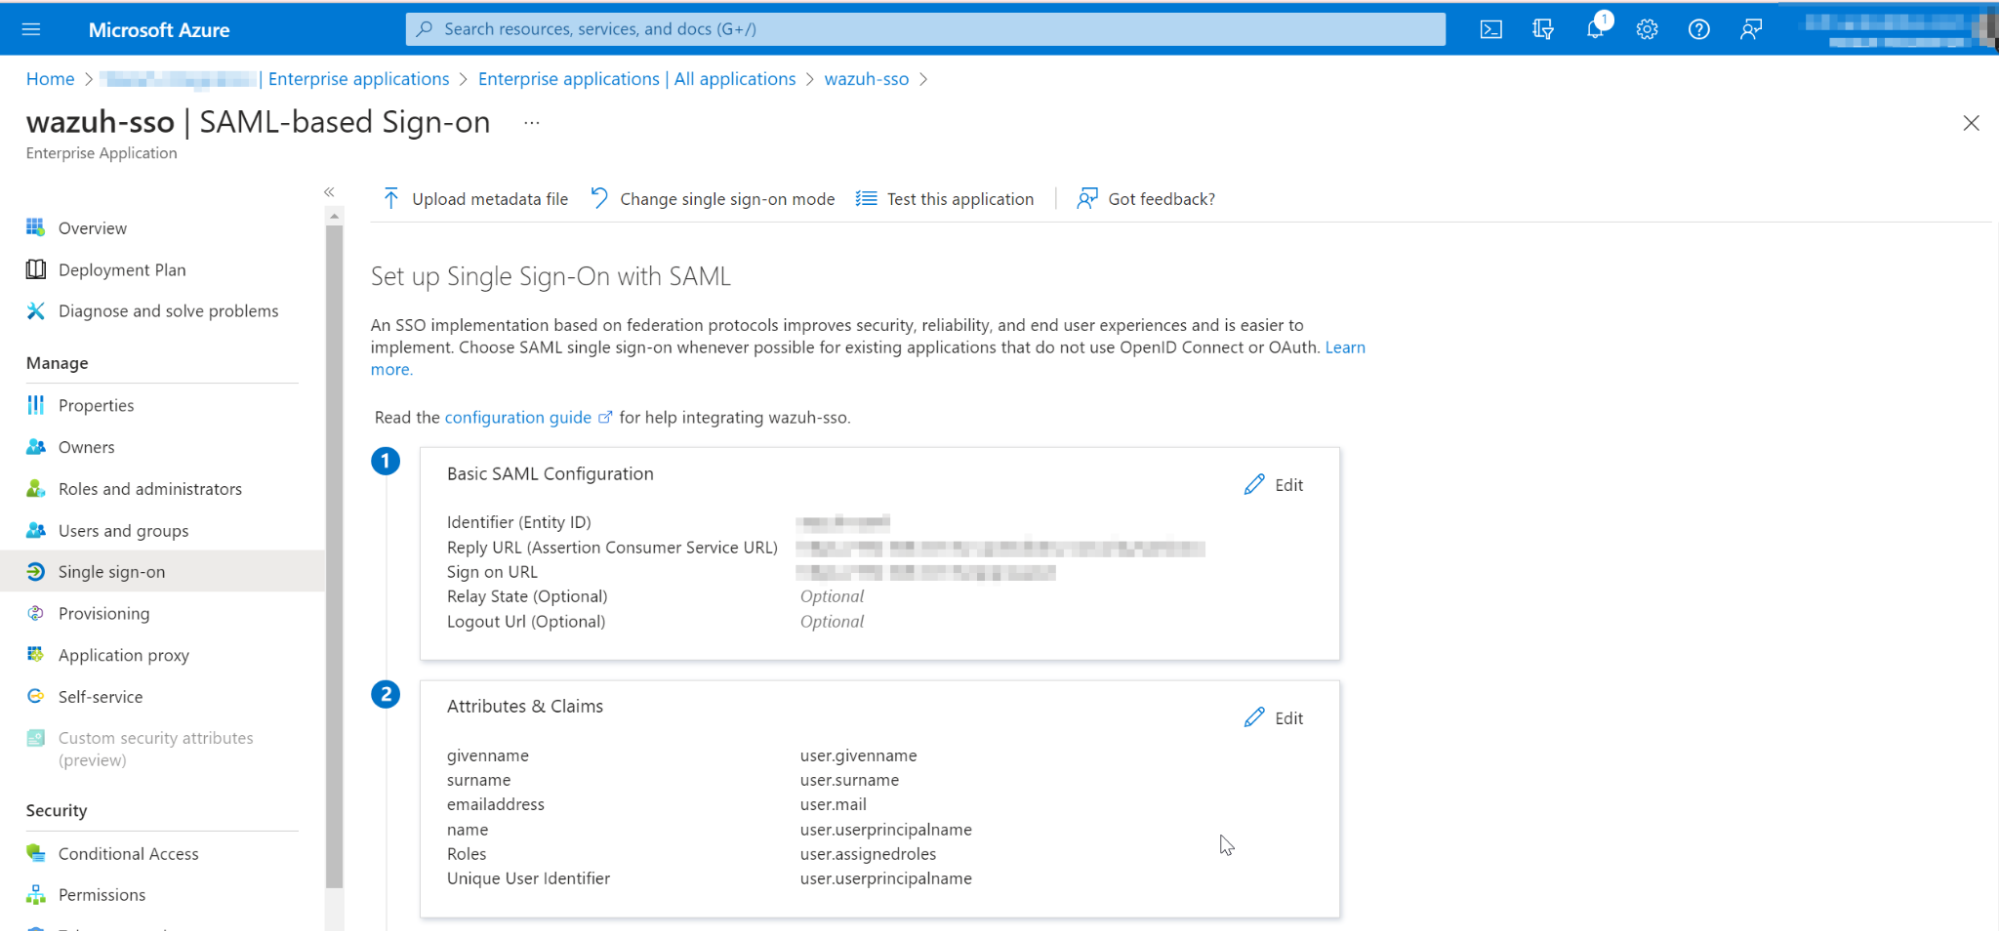 Microsoft Azure
Search resources, services, and docs (G+/)
1
Home > | Enterprise applications > Enterprise applications | All applications > wazuh-sso >
wazuh-sso | SAML-based Sign-on ...
Enterprise Application
«
Upload metadata file
Change single sign-on mode
Test this application
Got feedback?
Overview
Deployment Plan
Diagnose and solve problems
Manage
Properties
Owners
Roles and administrators
Users and groups
Single sign-on
Provisioning
Application proxy
Self-service
Custom security attributes
(preview)
Security
Conditional Access
Permissions
Set up Single Sign-On with SAML
An SSO implementation based on federation protocols improves security, reliability, and end user experiences and is easier to
implement. Choose SAML single sign-on whenever possible for existing applications that do not use OpenID Connect or OAuth. Learn
more.
Read the configuration guide for help integrating wazuh-sso.
1
Basic SAML Configuration
Edit
Identifier (Entity ID)
Reply URL (Assertion Consumer Service URL)
Sign on URL
Relay State (Optional) Optional
Logout Url (Optional) Optional
2
Attributes & Claims
Edit
givenname user.givenname
surname user.surname
emailaddress user.mail
name user.userprincipalname
Roles user.assignedroles
Unique User Identifier user.userprincipalname